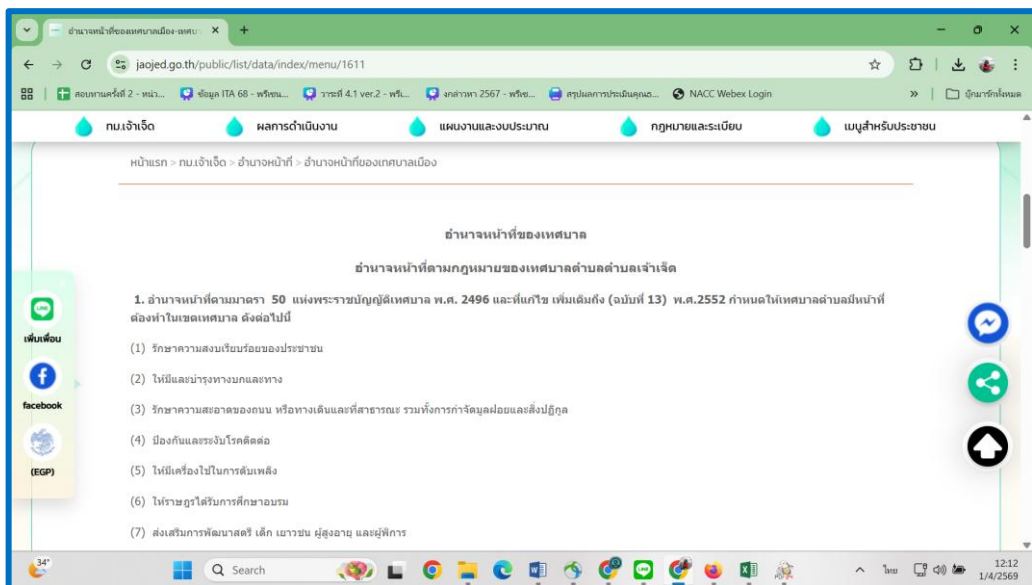 อำนาจหน้าที่ของเทศบาลเมือง-เทศบ
jaojed.go.th/public/list/data/index/menu/1611
สอบทานครั้งที่ 2 - หน่ว... ข้อมูล ITA 68 - พรีเซน... วาระที่ 4.1 ver.2 - พรี... งกล่าวหา 2567 - พรีเซ... สรุปผลการประเมินคุณธ... NACC Webex Login » บุ๊กมาร์กทั้งหมด
ทม.เจ้าเจ็ด ผลการดำเนินงาน แผนงานและงบประมาณ กฎหมายและระเบียบ เมนูสำหรับประชาชน
หน้าแรก > ทม.เจ้าเจ็ด > อำนาจหน้าที่ > อำนาจหน้าที่ของเทศบาลเมือง
อำนาจหน้าที่ของเทศบาล
อำนาจหน้าที่ตามกฎหมายของเทศบาลตำบลตำบลเจ้าเจ็ด
1. อำนาจหน้าที่ตามมาตรา 50 แห่งพระราชบัญญัติเทศบาล พ.ศ. 2496 และที่แก้ไข เพิ่มเติมถึง (ฉบับที่ 13) พ.ศ.2552 กำหนดให้เทศบาลตำบลมีหน้าที่
ต้องทำในเขตเทศบาล ดังต่อไปนี้
(1) รักษาความสงบเรียบร้อยของประชาชน
(2) ให้มีและบำรุงทางบกและทาง
(3) รักษาความสะอาดของถนน หรือทางเดินและที่สาธารณะ รวมทั้งการกำจัดมูลฝอยและสิ่งปฏิกูล
(4) ป้องกันและระงับโรคติดต่อ
(5) ให้มีเครื่องใช้ในการดับเพลิง
(6) ให้ราษฎรได้รับการศึกษาอบรม
(7) ส่งเสริมการพัฒนาสตรี เด็ก เยาวชน ผู้สูงอายุ และผู้พิการ
LINE
เพิ่มเพื่อน
facebook
(EGP)
34°
Search
ไทย
12:12
1/4/2569